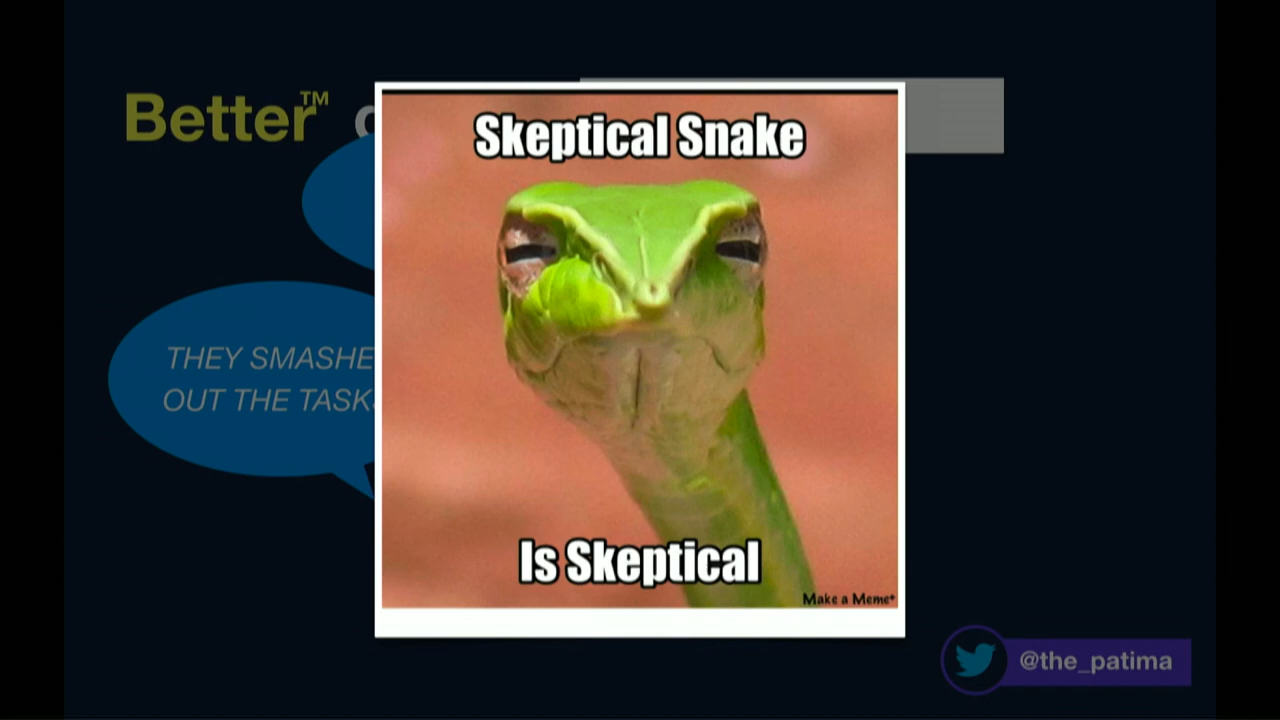 Better™
Skeptical Snake
THEY SMASHE
OUT THE TASK
Is Skeptical
Make a Meme+
@the_patima